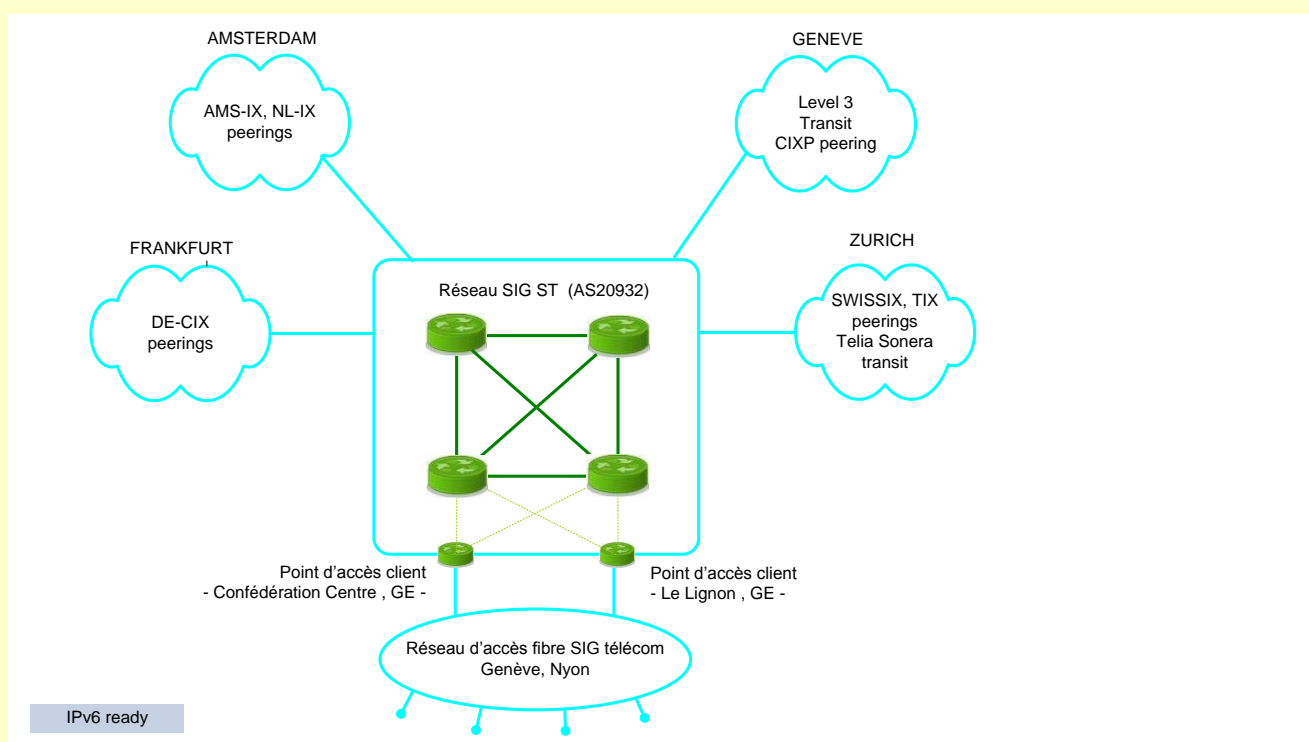 AMSTERDAM
AMS-IX, NL-IX
peerings
GENEVE
Level 3
Transit
CIXP peering
FRANKFURT
DE-CIX
peerings
ZURICH
SWISSIX, TIX
peerings
Telia Sonera
transit
Réseau SIG ST (AS20932)
Point d'accès client
- Confédération Centre , GE -
Point d'accès client
- Le Lignon , GE -
Réseau d'accès fibre SIG télécom
Genève, Nyon
IPv6 ready